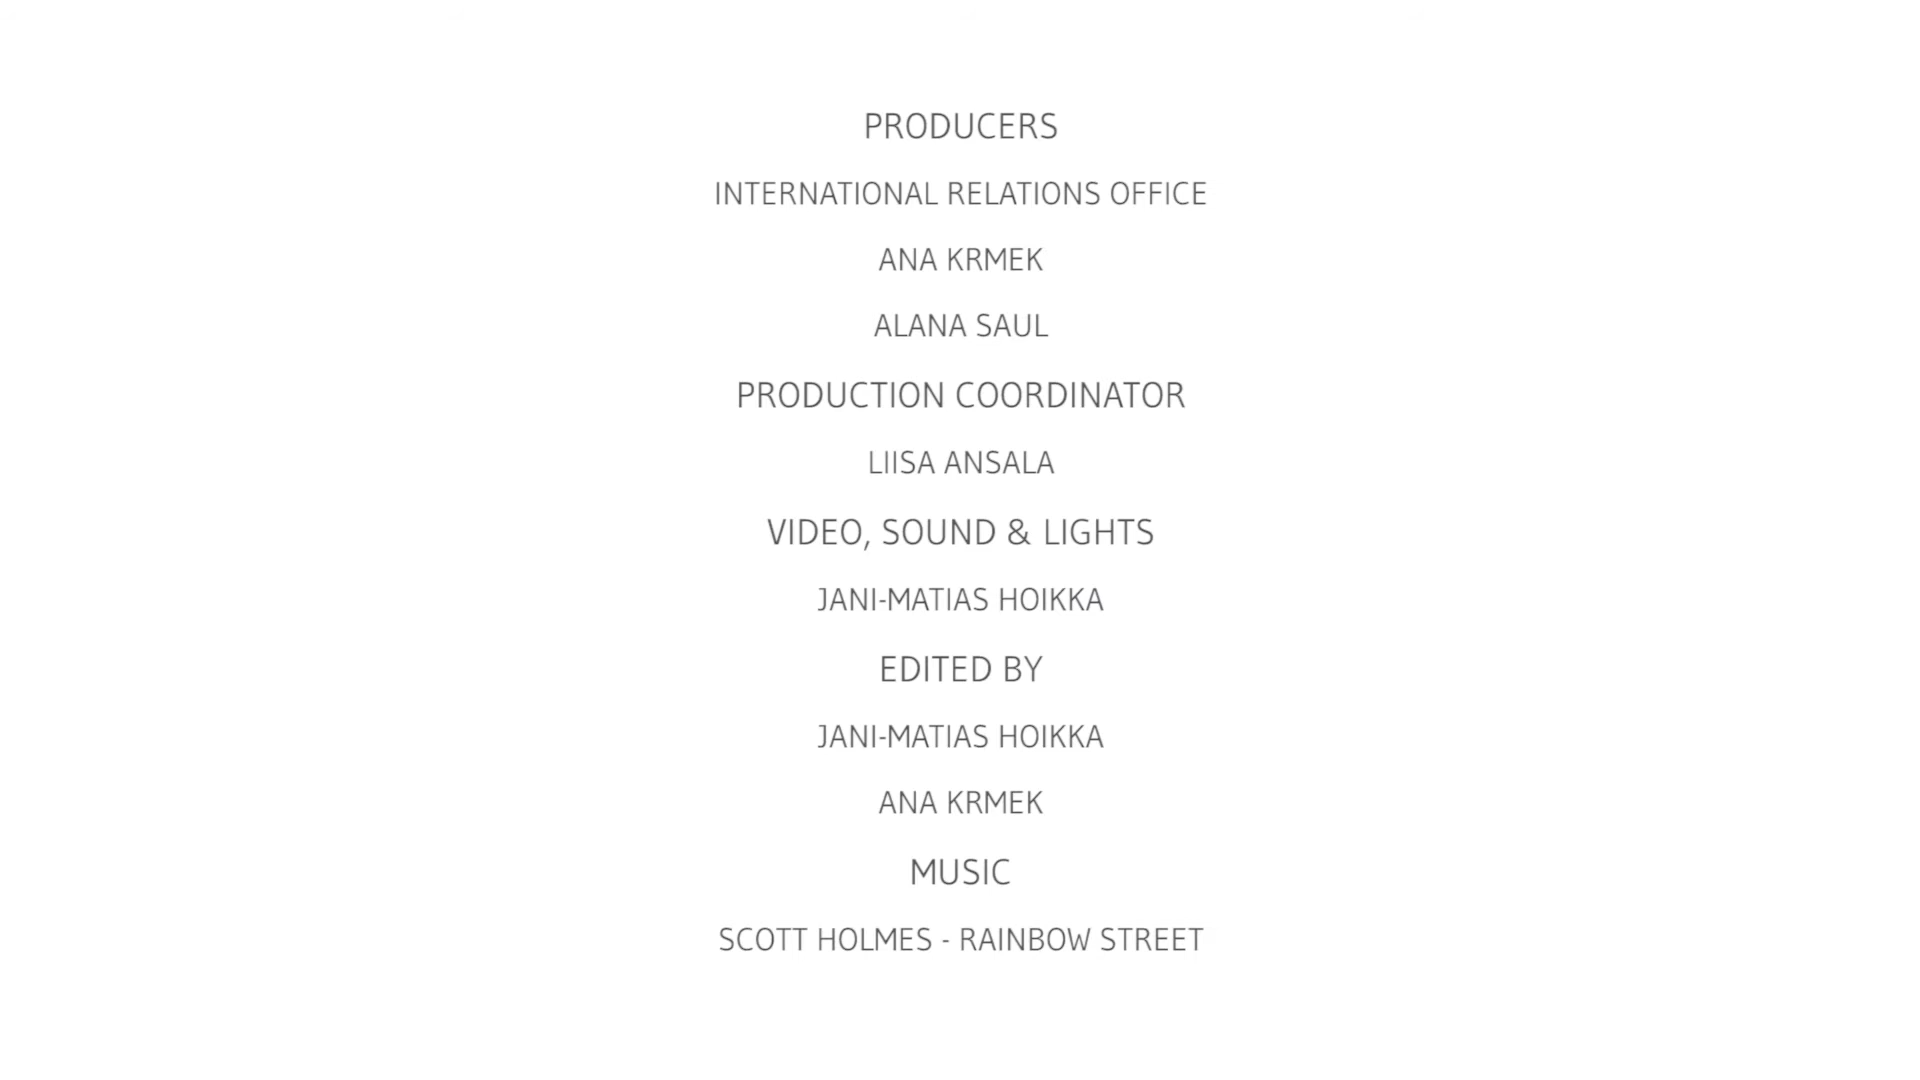 PRODUCERS
INTERNATIONAL RELATIONS OFFICE
ANA KRMEK
ALANA SAUL
PRODUCTION COORDINATOR
LIISA ANSALA
VIDEO, SOUND & LIGHTS
JANI-MATIAS HOIKKA
EDITED BY
JANI-MATIAS HOIKKA
ANA KRMEK
MUSIC
SCOTT HOLMES - RAINBOW STREET